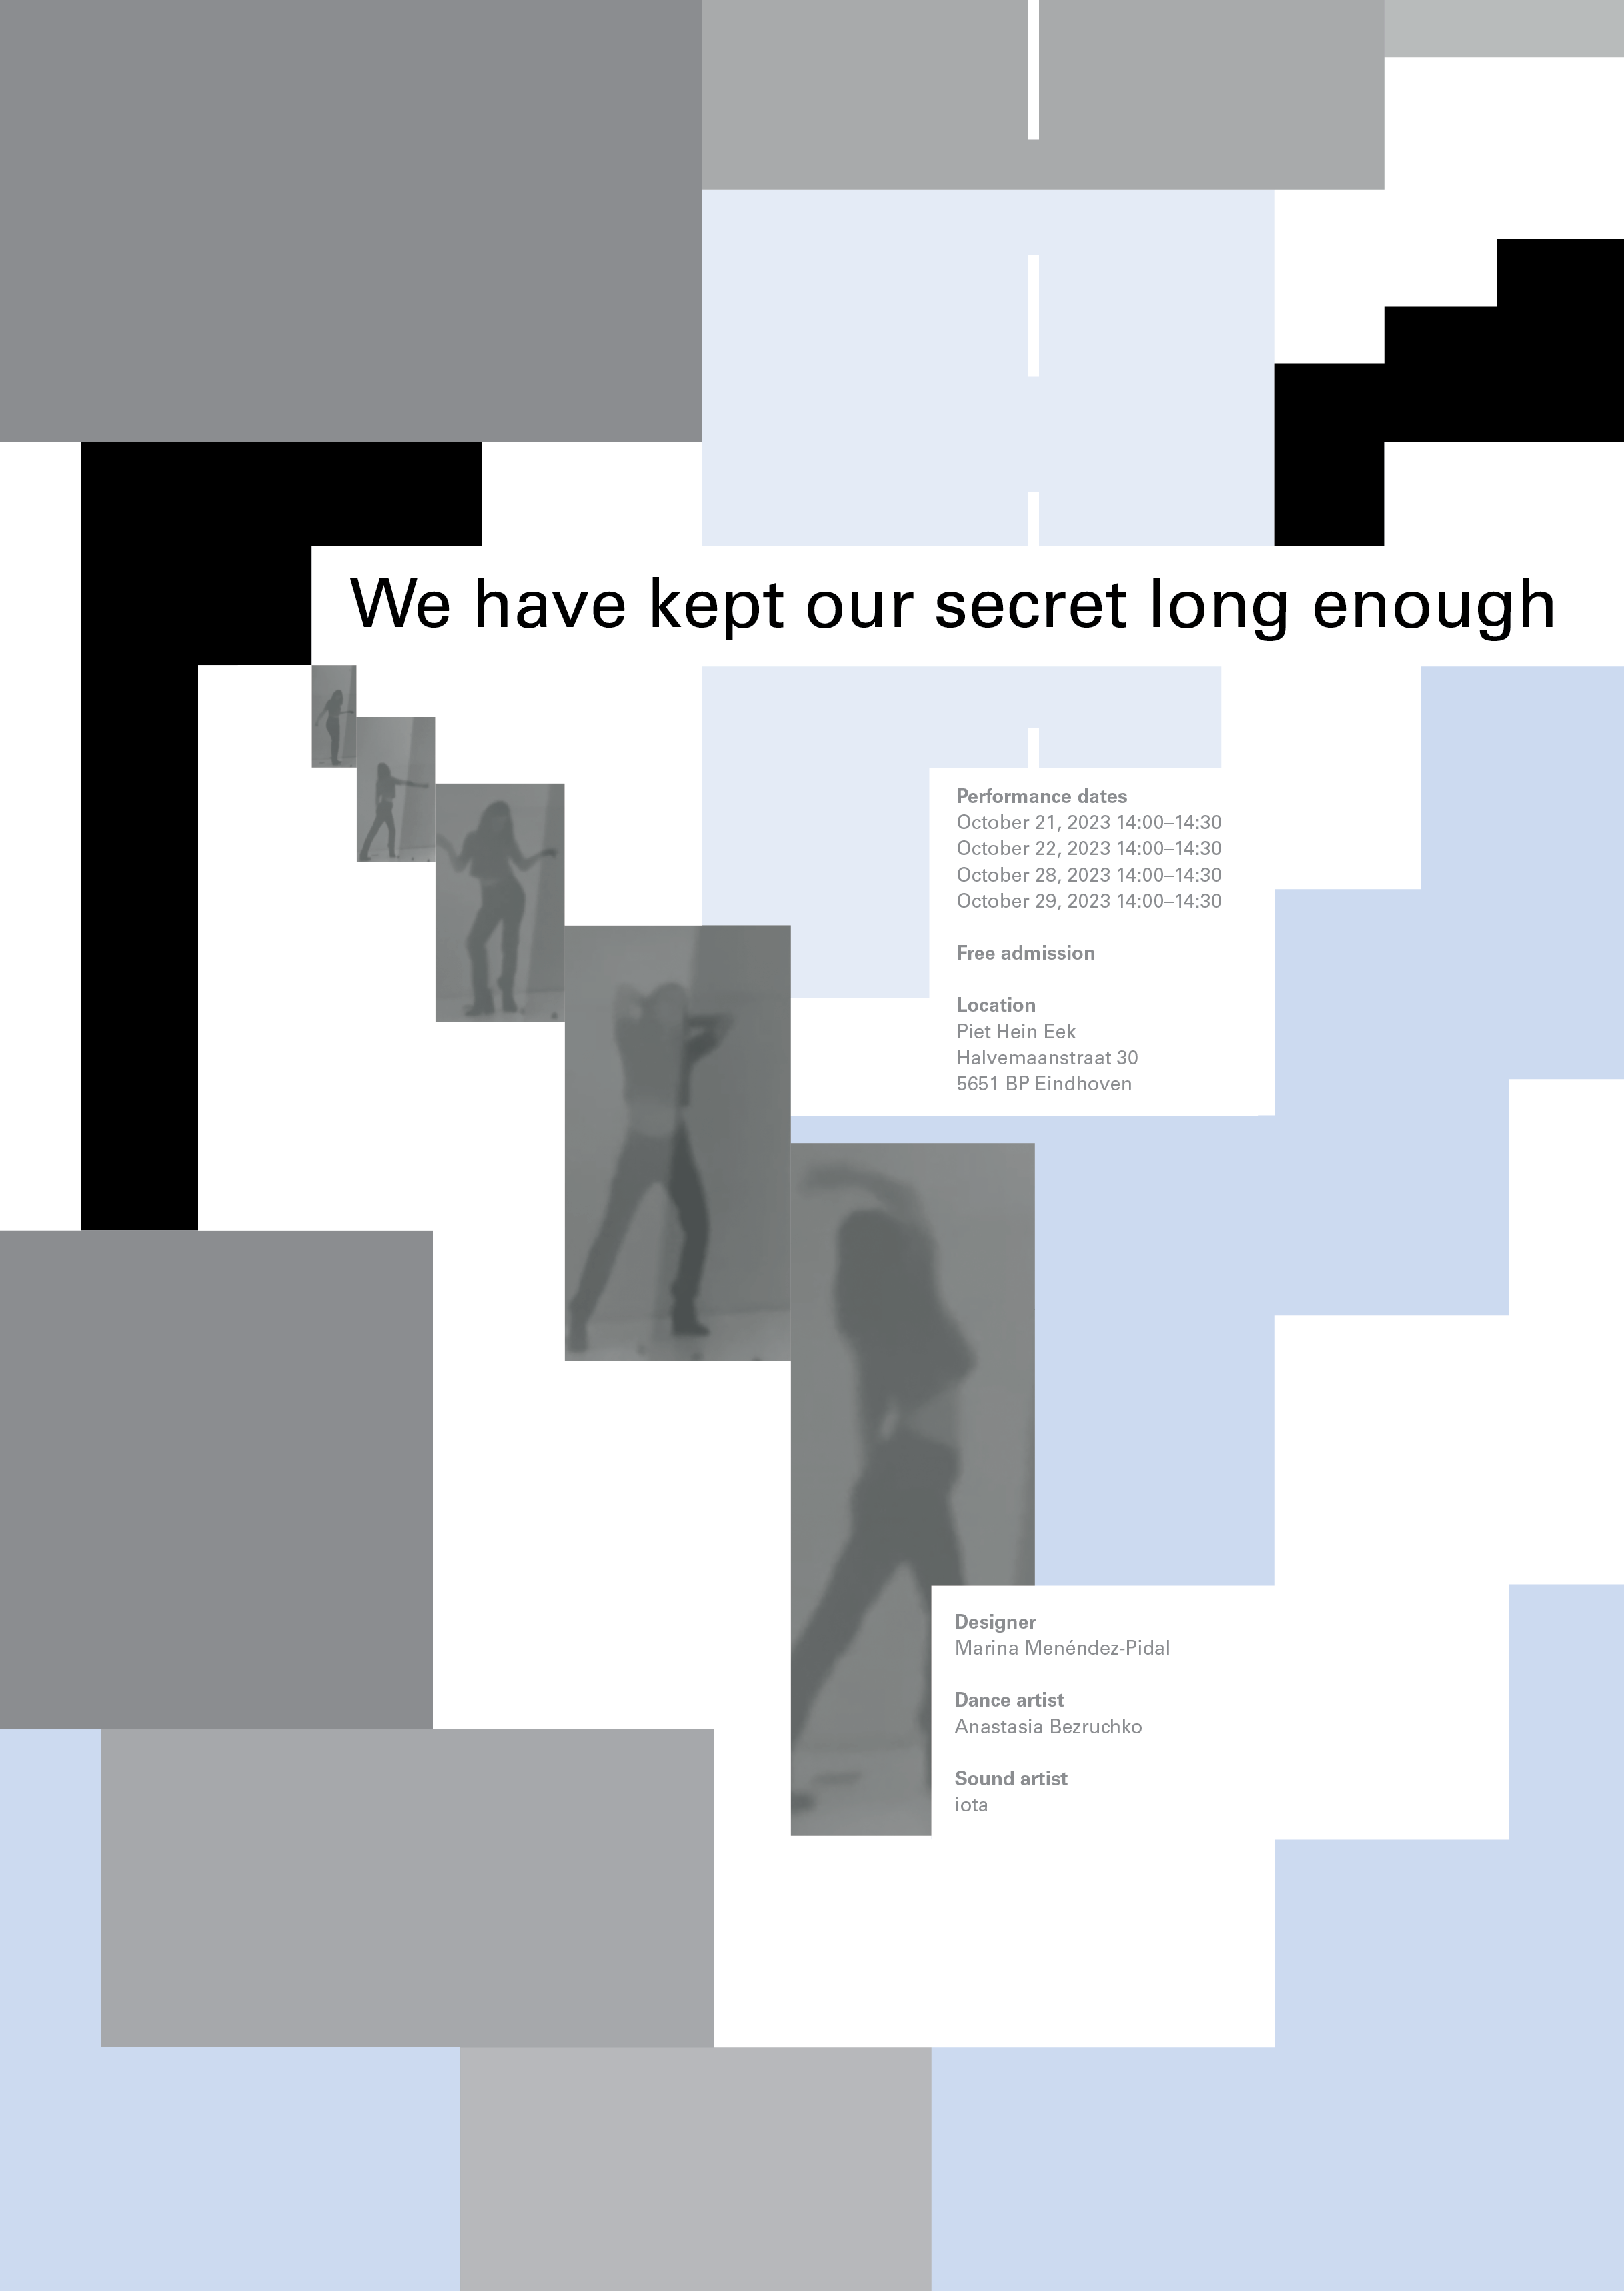 We have kept our secret long enough
Performance dates
October 21, 2023 14:00–14:30
October 22, 2023 14:00–14:30
October 28, 2023 14:00–14:30
October 29, 2023 14:00–14:30
Free admission
Location
Piet Hein Eek
Halvemaanstraat 30
5651 BP Eindhoven
Designer
Marina Menéndez-Pidal
Dance artist
Anastasia Bezruchko
Sound artist
iota